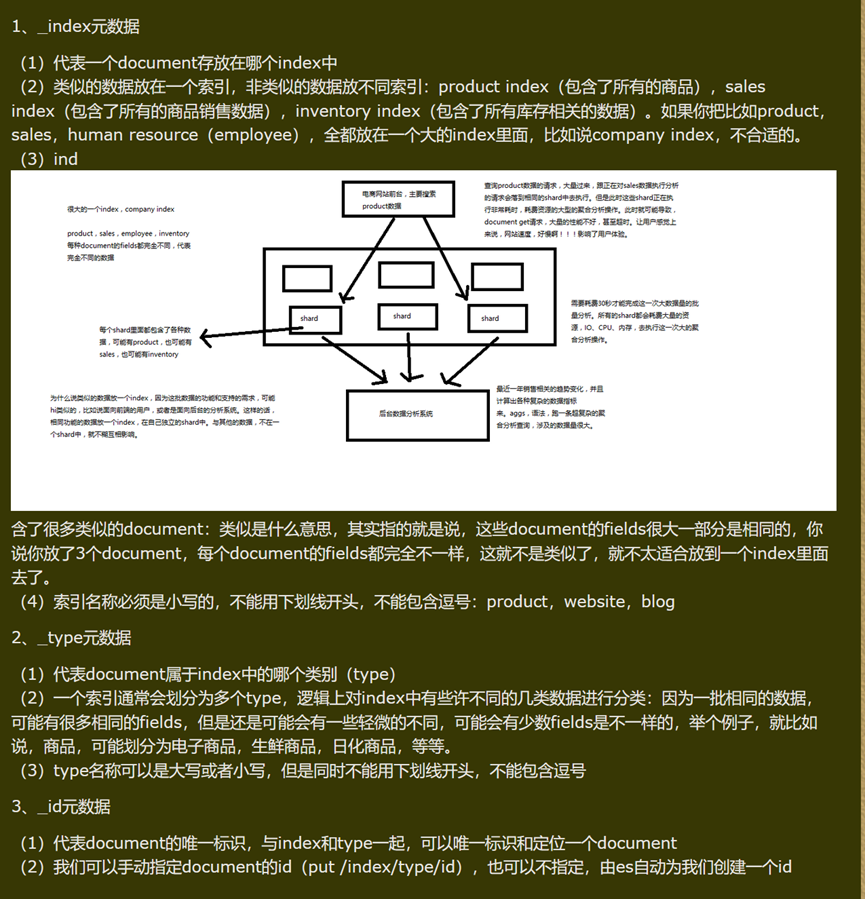 1、_index元数据
（1）代表一个document存放在哪个index中
（2）类似的数据放在一个索引，非类似的数据放不同索引：product index（包含了所有的商品），sales
index（包含了所有的商品销售数据），inventory index（包含了所有库存相关的数据）。如果你把比如product，
sales，human resource（employee），全都放在一个大的index里面，比如说company index，不合适的。
（3）ind
很大的一个index，company index
product，sales，employee，inventory
每种document的fields都完全不同，代表
完全不同的数据
电商网站前台，主要搜索
product数据
查询product数据的请求，大量过来，跟正在对sales数据执行分析
的请求会落到相同的shard中去执行。但是此时这些shard正在执
行非常耗时，耗费资源的大型的聚合分析操作。此时就可能导致，
document get请求，大量的性能不好，甚至超时。让用户感觉上
来说，网站速度，好慢啊！！！影响了用户体验。
shard
shard
shard
每个shard里面都包含了各种数
据，可能有product，也可能有
sales，也可能有inventory
需要耗费30秒才能完成这一次大数据量的批
量分析。所有的shard都会耗费大量的资
源，IO、CPU、内存，去执行这一次大的聚
合分析操作。
为什么说类似的数据放一个index，因为这批数据的功能和支持的需求，可能
hi类似的，比如说面向前端的用户，或者是面向后台的分析系统。这样的话，
相同功能的数据放一个index，在自己独立的shard中。与其他的数据，不在一
个shard中，就不能互相影响。
后台数据分析系统
最近一年销售相关的趋势变化，并且
计算出各种复杂的数据指标
来。aggs，语法，跑一条超复杂的聚
合分析查询，涉及的数据量很大。
含了很多类似的document：类似是什么意思，其实指的就是说，这些document的fields很大一部分是相同的，你
说你放了3个document，每个document的fields都完全不一样，这就不是类似了，就不太适合放到一个index里面
去了。
（4）索引名称必须是小写的，不能用下划线开头，不能包含逗号：product，website，blog
2、_type元数据
（1）代表document属于index中的哪个类别（type）
（2）一个索引通常会划分为多个type，逻辑上对index中有些许不同的几类数据进行分类：因为一批相同的数据，
可能有很多相同的fields，但是还是可能会有一些轻微的不同，可能会有少数fields是不一样的，举个例子，就比如
说，商品，可能划分为电子商品，生鲜商品，日化商品，等等。
（3）type名称可以是大写或者小写，但是同时不能用下划线开头，不能包含逗号
3、_id元数据
（1）代表document的唯一标识，与index和type一起，可以唯一标识和定位一个document
（2）我们可以手动指定document的id（put /index/type/id），也可以不指定，由es自动为我们创建一个id